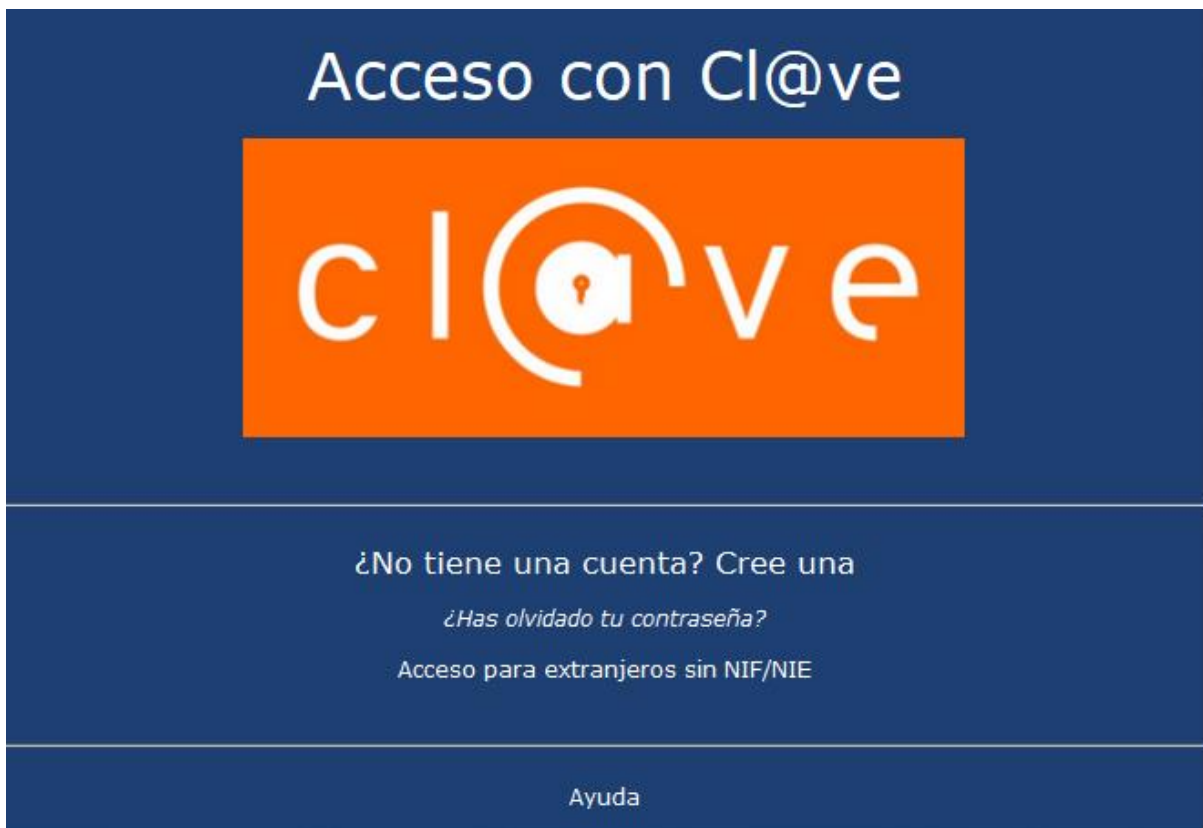 Acceso con Cl@ve
cl@ve
¿No tiene una cuenta? Cree una
¿Has olvidado tu contraseña?
Acceso para extranjeros sin NIF/NIE
Ayuda